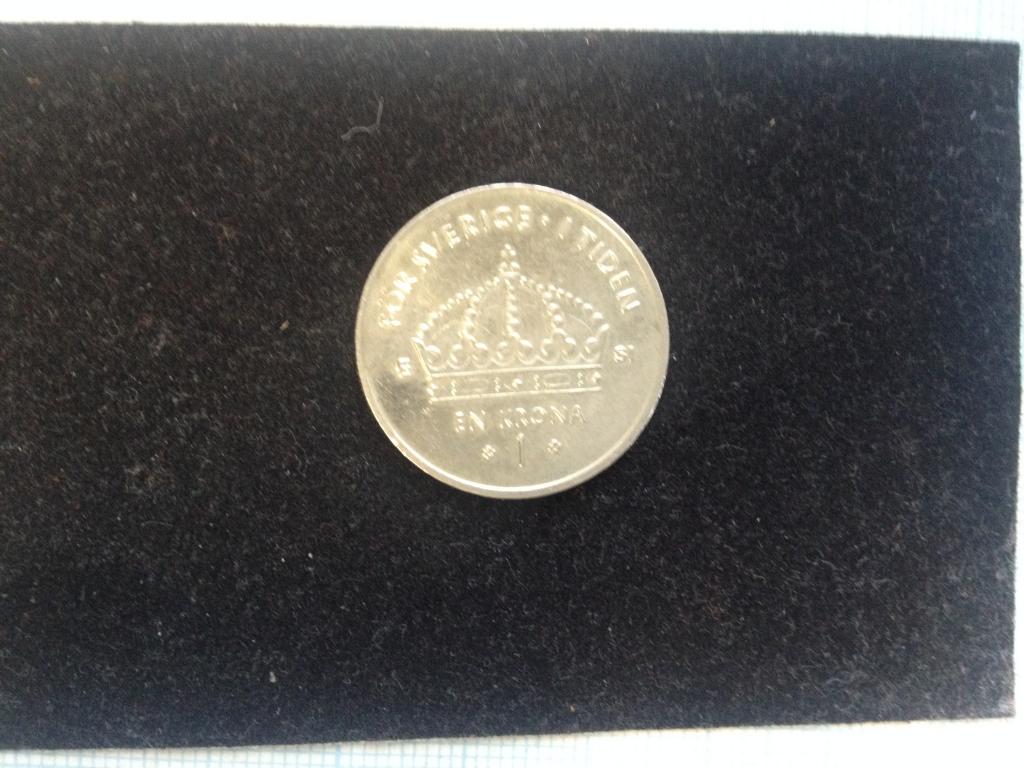 FÖR SVERIGE · I TIDEN
EN KRONA
1